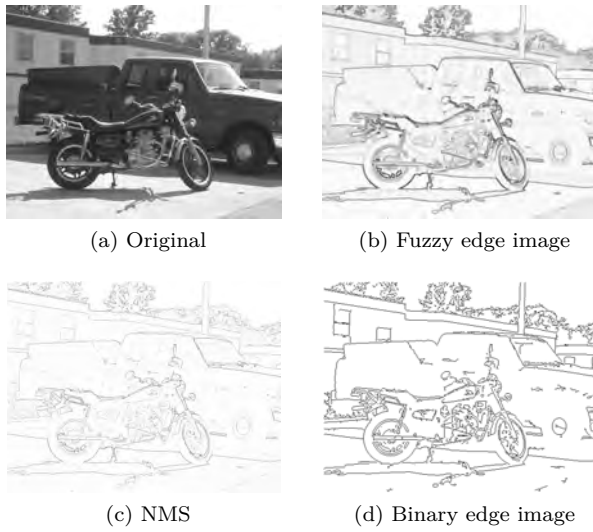 (a) Original
(b) Fuzzy edge image
(c) NMS
(d) Binary edge image